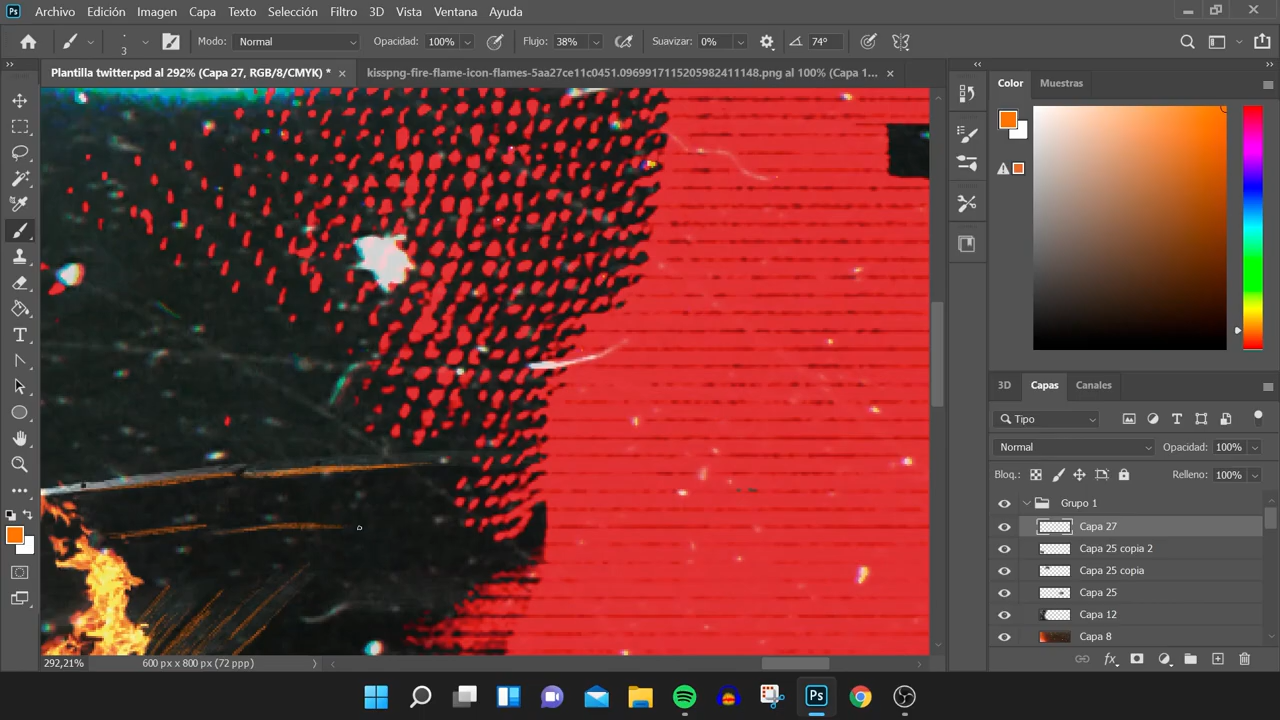 Ps Archivo Edición Imagen Capa Texto Selección Filtro 3D Vista Ventana Ayuda
3 Modo: Normal Opacidad: 100% Flujo: 38% Suavizar: 0% 74°
Plantilla twitter.psd al 292% (Capa 27, RGB/8/CMYK) *
kisspng-fire-flame-icon-flames-5aa27ce11c0451.0969917115205982411148.png al 100% (Capa 1...
Color Muestras
3D Capas Canales
Tipo
Normal Opacidad: 100%
Bloq.: Relleno: 100%
Grupo 1
Capa 27
Capa 25 copia 2
Capa 25 copia
Capa 25
Capa 12
Capa 8
fx
292,21% 600 px x 800 px (72 ppp)
Ps